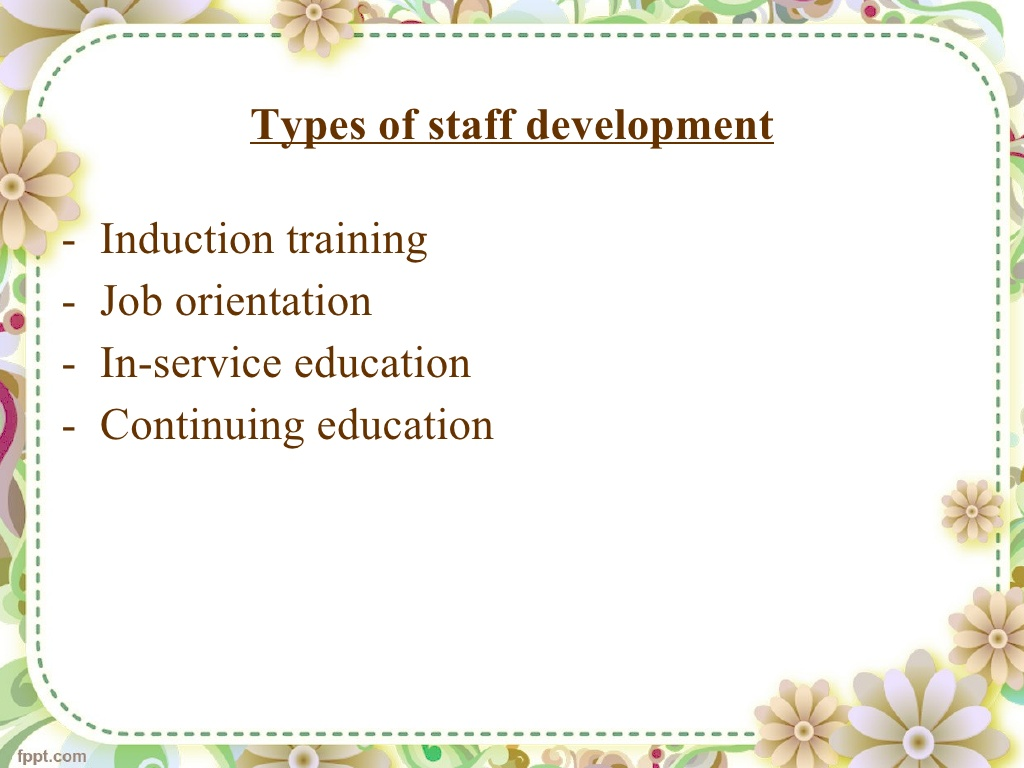 Types of staff development
- Induction training
- Job orientation
- In-service education
- Continuing education
fppt.com